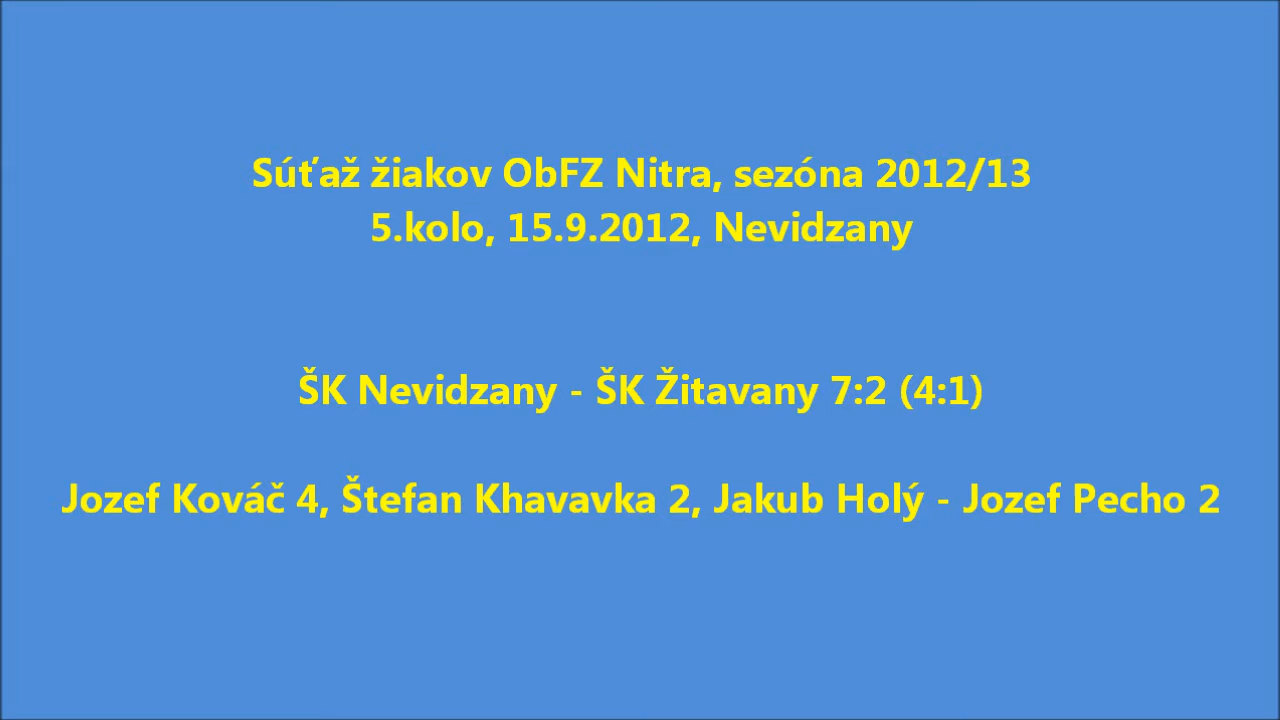 Súťaž žiakov ObFZ Nitra, sezóna 2012/13
5.kolo, 15.9.2012, Nevidzany
ŠK Nevidzany - ŠK Žitavany 7:2 (4:1)
Jozef Kováč 4, Štefan Khavavka 2, Jakub Holý - Jozef Pecho 2